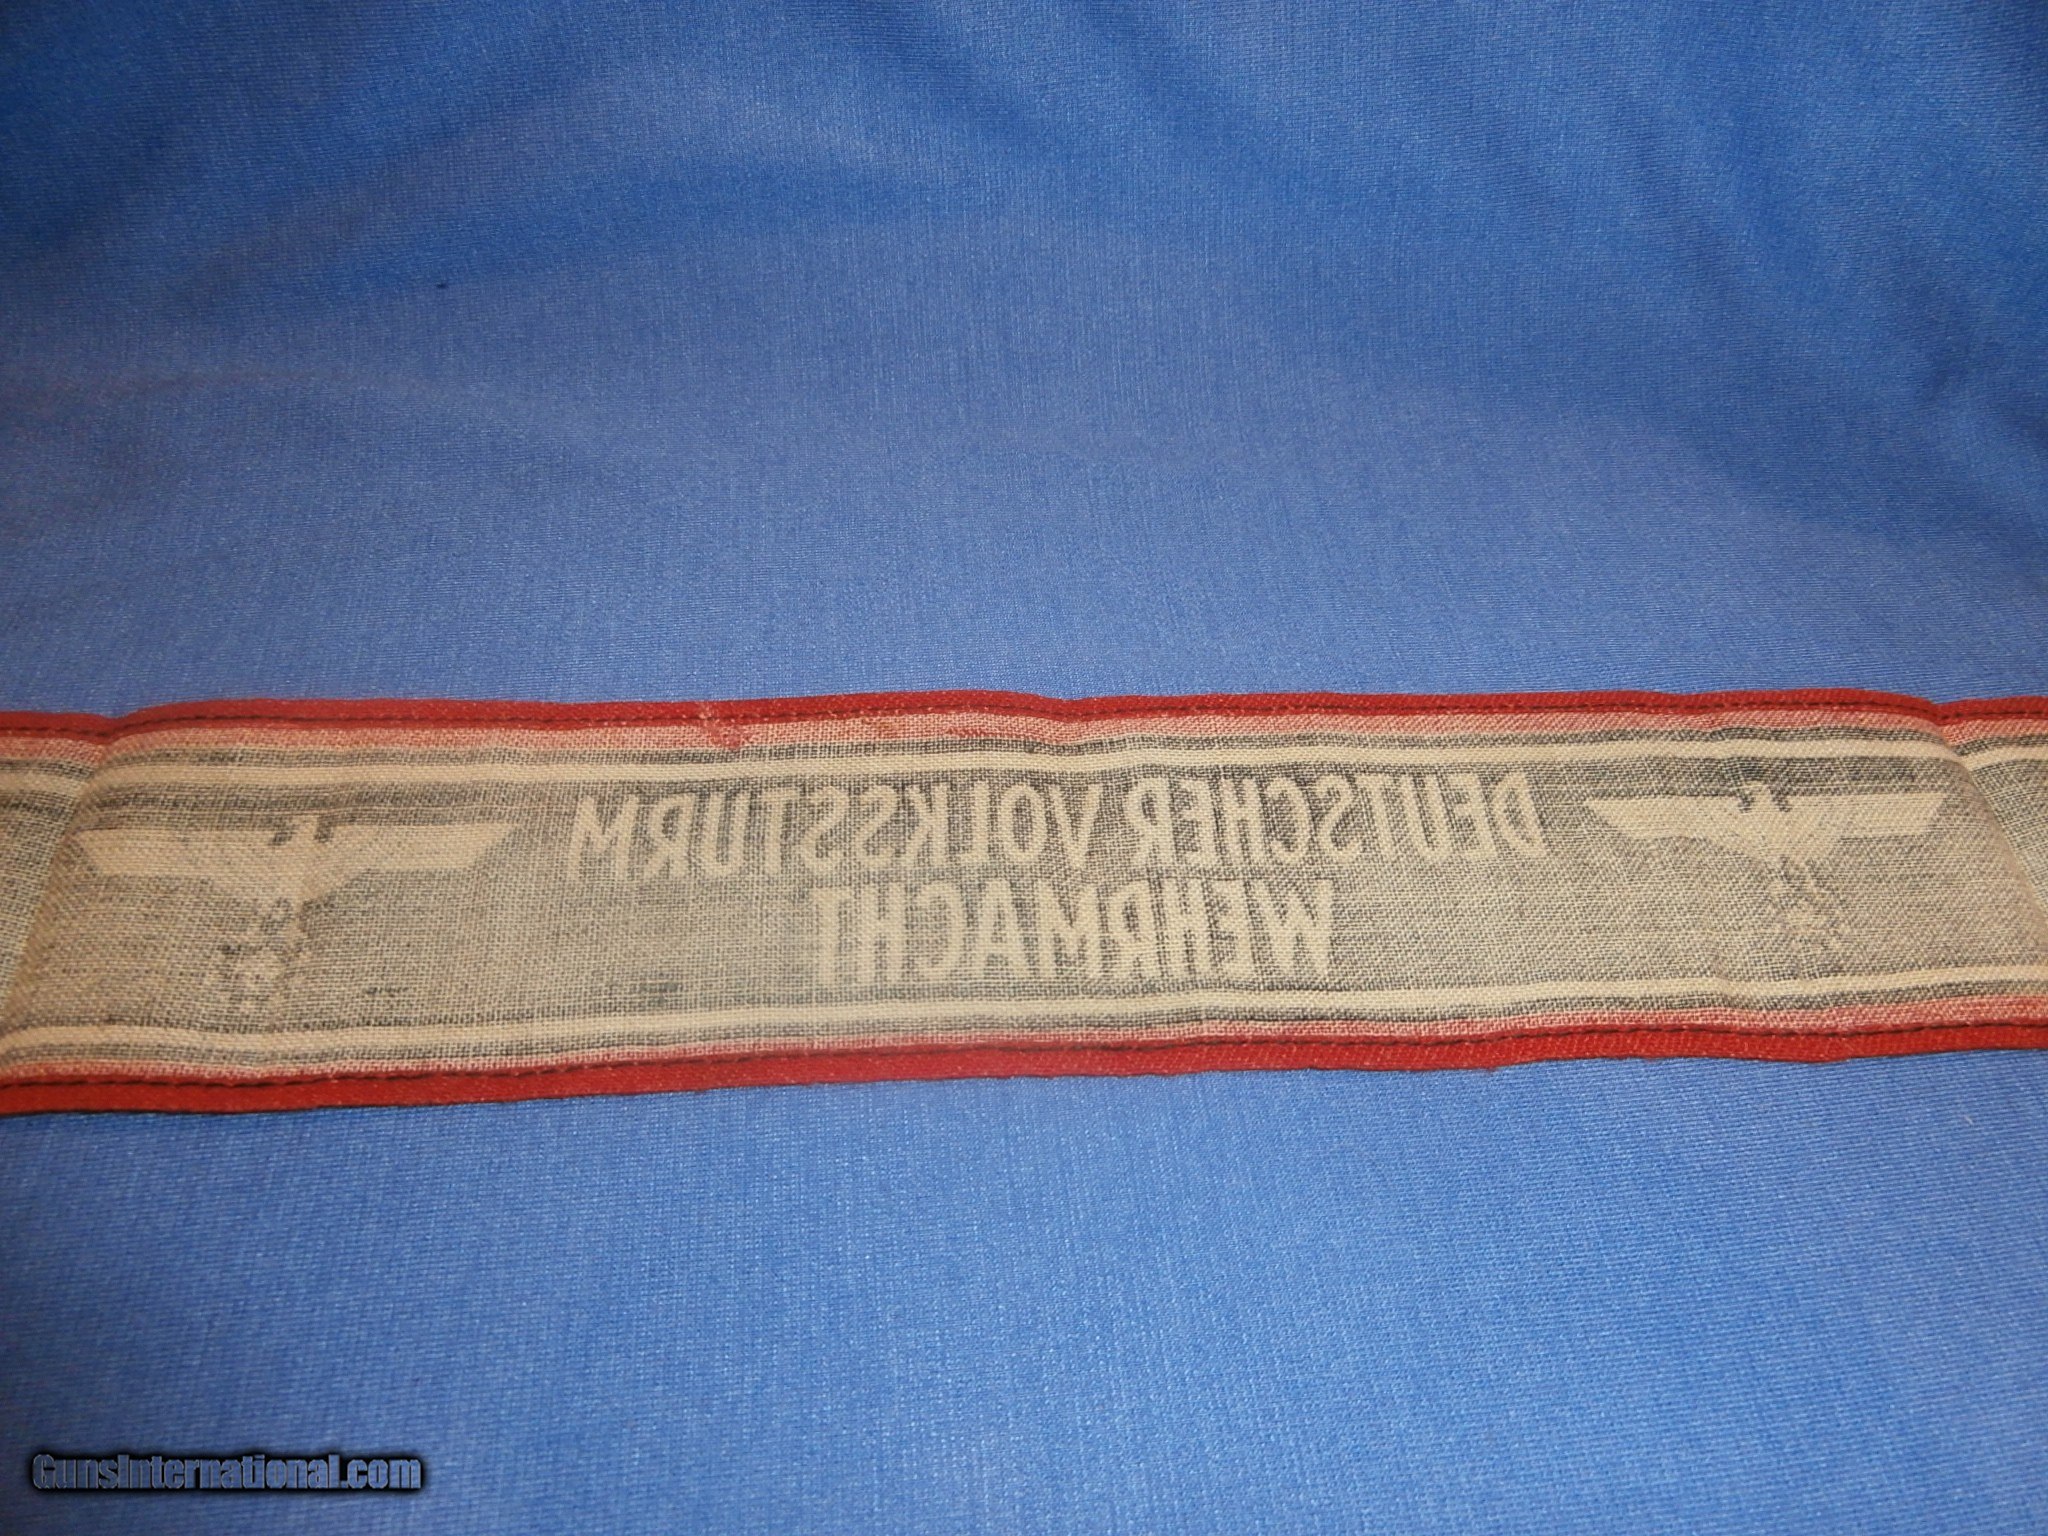 DEUTSCHER VOLKSSTURM
WEHRMACHT
GunsInternational.com